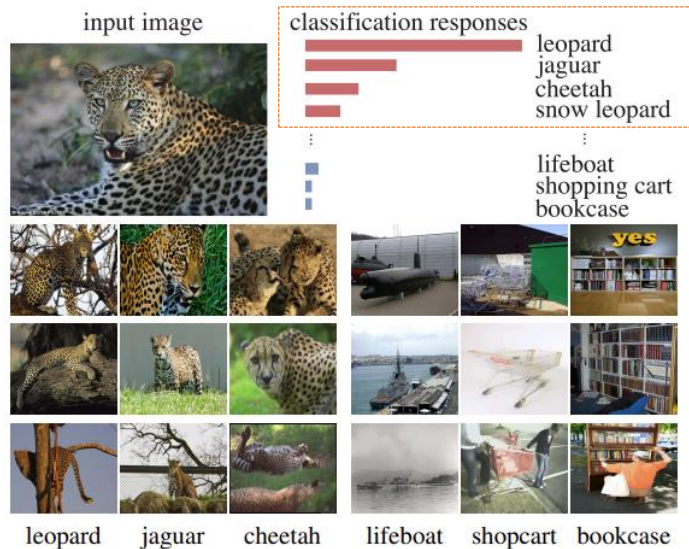 input image
classification responses
leopard
jaguar
cheetah
snow leopard
...
...
lifeboat
shopping cart
bookcase
yes
leopard jaguar cheetah lifeboat shopcart bookcase